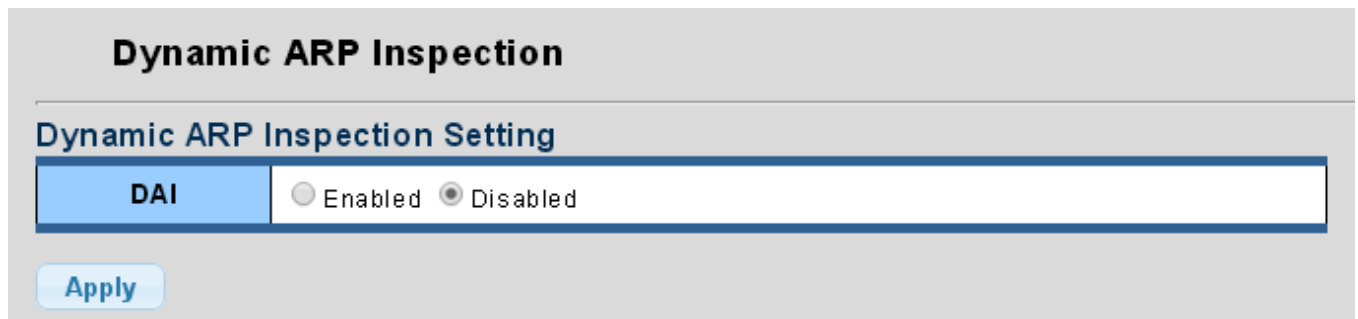 Dynamic ARP Inspection
Dynamic ARP Inspection Setting
DAI Enabled Disabled
Apply